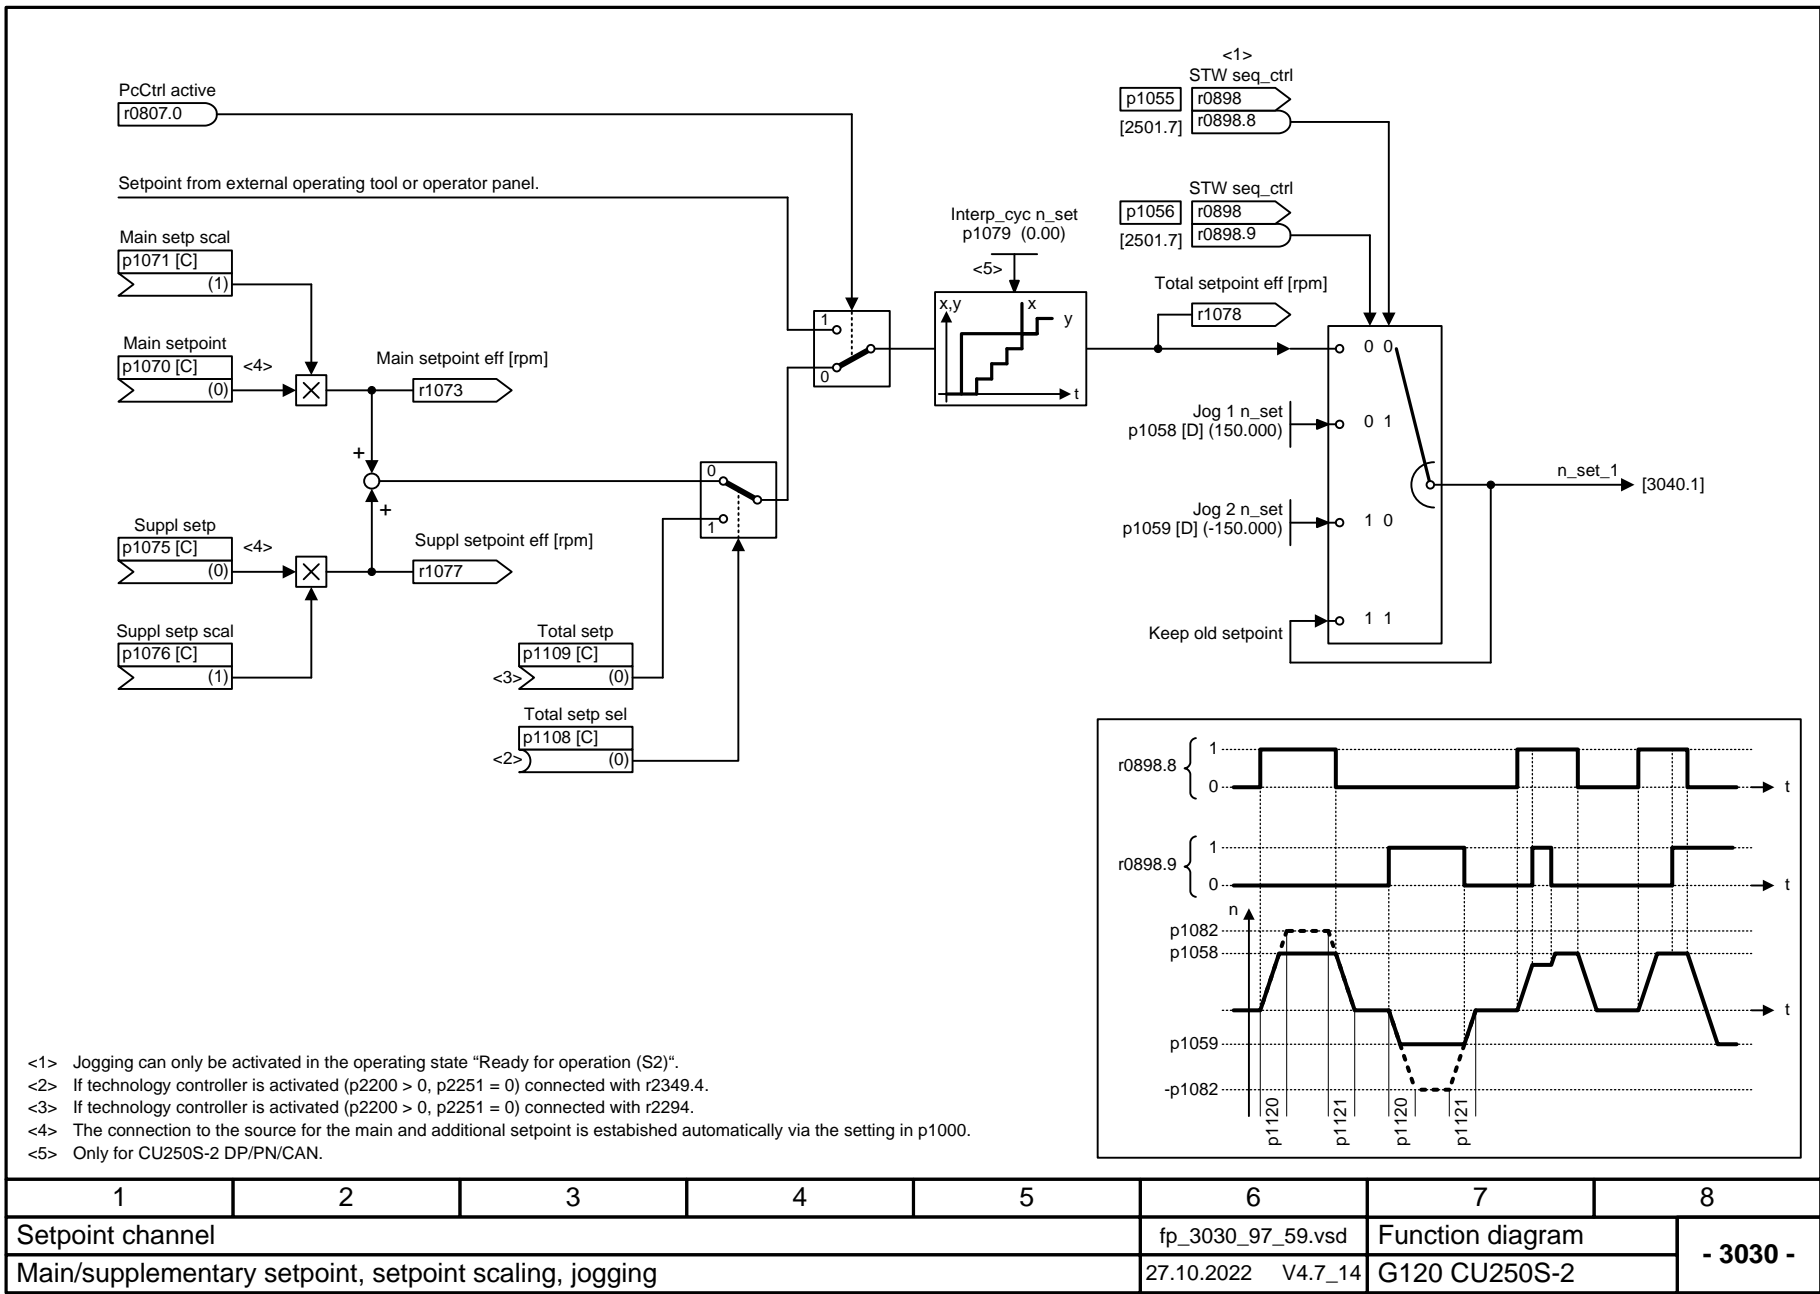 <1>
STW seq_ctrl
p1055
r0898
[2501.7]
r0898.8
PcCtrl active
r0807.0
Setpoint from external operating tool or operator panel.
STW seq_ctrl
p1056
r0898
[2501.7]
r0898.9
Interp_cyc n_set
p1079 (0.00)
<5>
x,y
x
y
t
Total setpoint eff [rpm]
r1078
Main setp scal
p1071 [C]
(1)
Main setpoint
p1070 [C]
(0)
<4>
Main setpoint eff [rpm]
r1073
1
0
0 0
Jog 1 n_set
p1058 [D] (150.000)
0 1
+
+
0
1
n_set_1
[3040.1]
Jog 2 n_set
p1059 [D] (-150.000)
1 0
Suppl setp
p1075 [C]
(0)
<4>
Suppl setpoint eff [rpm]
r1077
Suppl setp scal
p1076 [C]
(1)
Keep old setpoint
1 1
Total setp
p1109 [C]
<3>
(0)
Total setp sel
p1108 [C]
<2>
(0)
r0898.8
1
0
t
r0898.9
1
0
t
n
p1082
p1058
t
p1059
-p1082
p1120
p1121
p1120
p1121
<1> Jogging can only be activated in the operating state “Ready for operation (S2)“.
<2> If technology controller is activated (p2200 > 0, p2251 = 0) connected with r2349.4.
<3> If technology controller is activated (p2200 > 0, p2251 = 0) connected with r2294.
<4> The connection to the source for the main and additional setpoint is estabished automatically via the setting in p1000.
<5> Only for CU250S-2 DP/PN/CAN.
1 2 3 4 5 6 7 8
Setpoint channel
fp_3030_97_59.vsd
Function diagram
- 3030 -
Main/supplementary setpoint, setpoint scaling, jogging
27.10.2022 V4.7_14
G120 CU250S-2